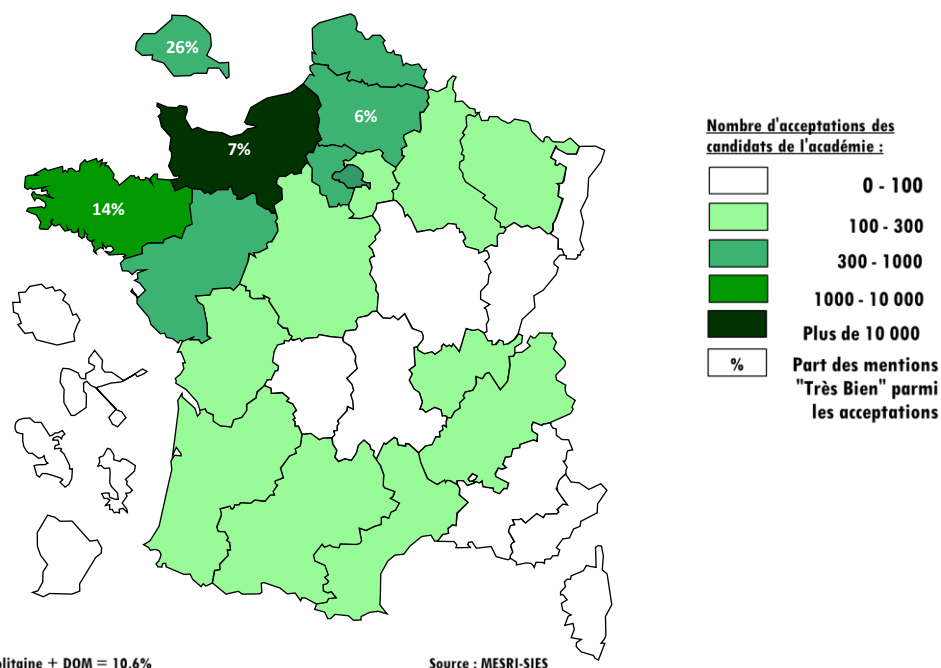 26%
6%
7%
14%
Nombre d'acceptations des
candidats de l'académie :
0 - 100
100 - 300
300 - 1000
1000 - 10 000
Plus de 10 000
% Part des mentions
"Très Bien" parmi
les acceptations
+ DOM = 10,6%
Source : MESRI-SIES